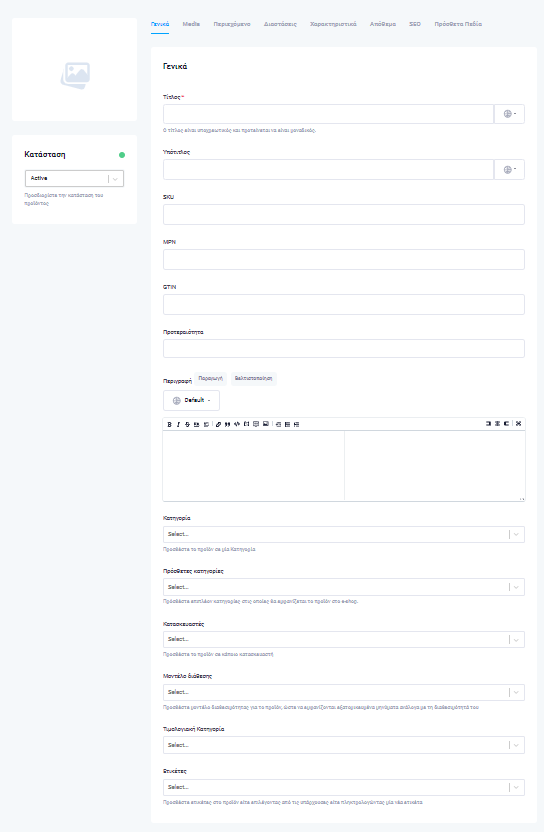 Γενικά Media Περιεχόμενο Διαστάσεις Χαρακτηριστικά Απόθεμα SEO Πρόσθετα Πεδία
Κατάσταση
Active
Προσδιορίστε την κατάσταση του
προϊόντος
Γενικά
Τίτλος *
Ο τίτλος είναι υποχρεωτικός και προτείνεται να είναι μοναδικός.
Υπότιτλος
SKU
MPN
GTIN
Προτεραιότητα
Περιγραφή Παραγωγή Βελτιστοποίηση
Default
Κατηγορία
Select...
Προσθέστε το προϊόν σε μία Κατηγορία
Πρόσθετες κατηγορίες
Select...
Προσθέστε επιπλέον κατηγορίες στις οποίες θα εμφανίζεται το προϊόν στο e-shop.
Κατασκευαστές
Select...
Προσθέστε το προϊόν σε κάποιο κατασκευαστή
Μοντέλο διάθεσης
Select...
Προσθέστε μοντέλο διαθεσιμότητας για το προϊόν, ώστε να εμφανίζονται εξατομικευμένα μηνύματα ανάλογα με τη διαθεσιμότητά του
Τιμολογιακή Κατηγορία
Select...
Ετικέτες
Select...
Προσθέστε ετικέτες στο προϊόν είτε επιλέγοντας από τις υπάρχουσες είτε πληκτρολογώντας μία νέα ετικέτα